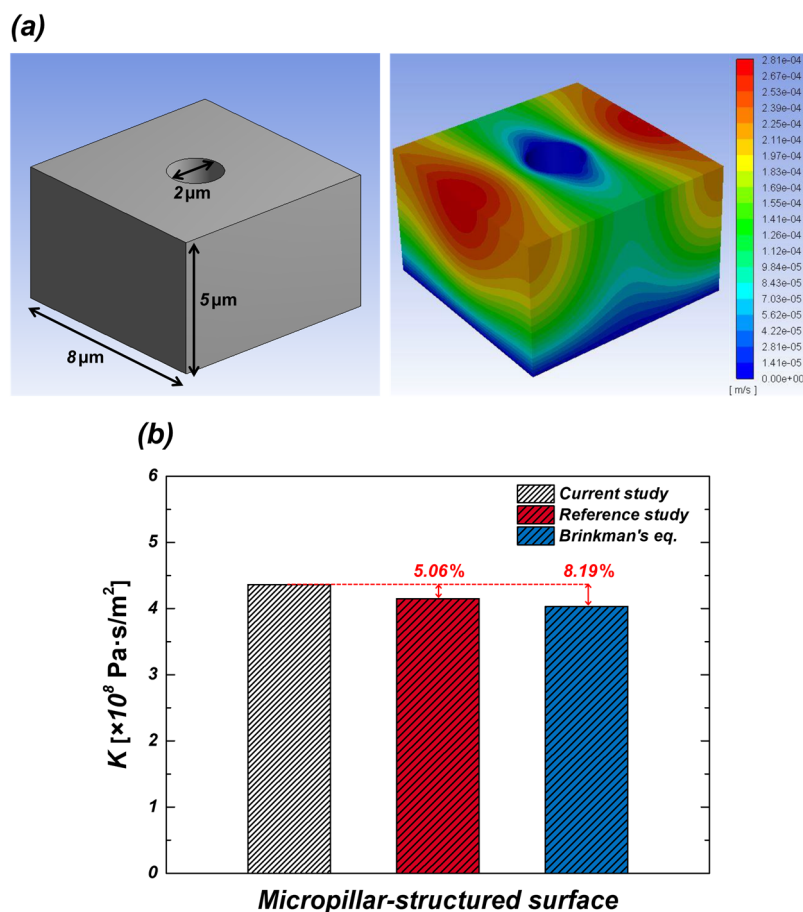 (a)
2μm
5μm
8μm
2.81e-04
2.67e-04
2.53e-04
2.39e-04
2.25e-04
2.11e-04
1.97e-04
1.83e-04
1.69e-04
1.55e-04
1.41e-04
1.26e-04
1.12e-04
9.84e-05
8.43e-05
7.03e-05
5.62e-05
4.22e-05
2.81e-05
1.41e-05
0.00e+00
[ m/s ]
(b)
K [×10⁸ Pa·s/m²]
6
5
4
3
2
1
0
Current study
Reference study
Brinkman's eq.
5.06%
8.19%
Micropillar-structured surface